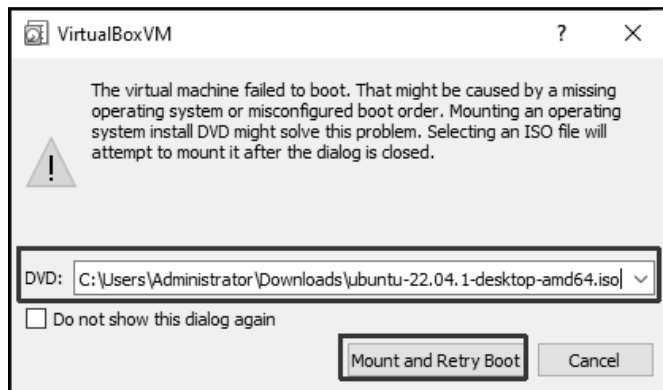 VirtualBoxVM ?
The virtual machine failed to boot. That might be caused by a missing
operating system or misconfigured boot order. Mounting an operating
system install DVD might solve this problem. Selecting an ISO file will
attempt to mount it after the dialog is closed.
DVD: C:\Users\Administrator\Downloads\ubuntu-22.04.1-desktop-amd64.iso
Do not show this dialog again
Mount and Retry Boot Cancel